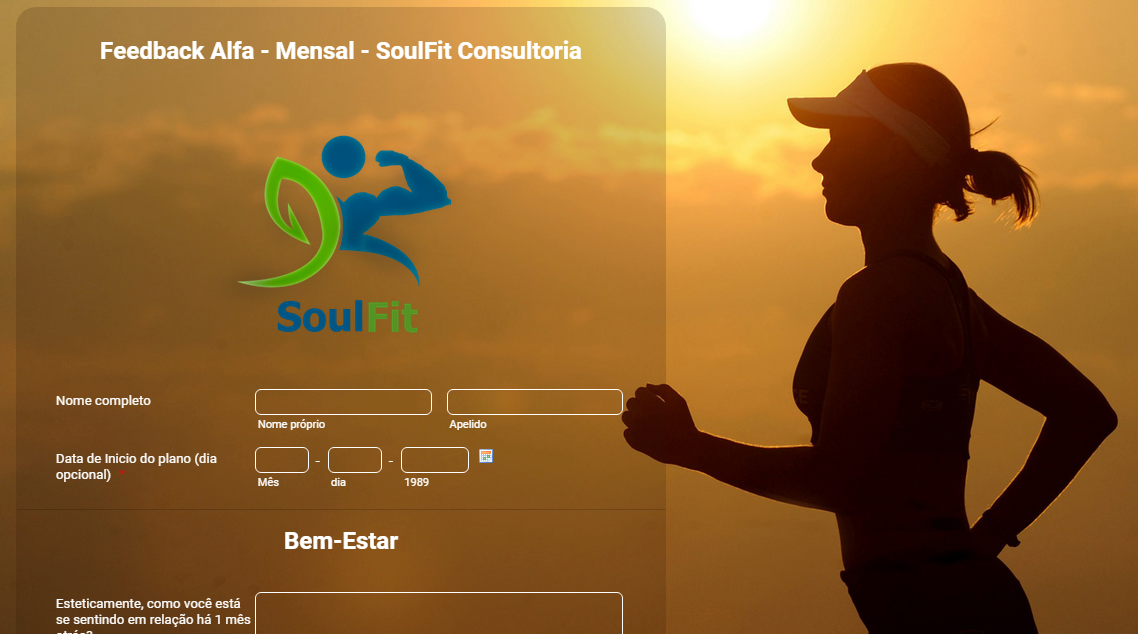 Feedback Alfa - Mensal - SoulFit Consultoria
SoulFit
Nome completo
Nome próprio
Apelido
Data de Inicio do plano (dia
opcional) *
- -
Mês
dia
1989
Bem-Estar
Esteticamente, como você está
se sentindo em relação há 1 mês
atrás?